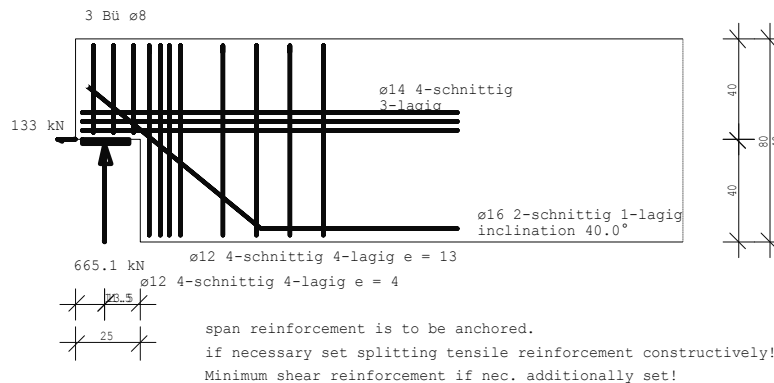 3 Bü ø8
ø14 4-schnittig
3-lagig
133 kN
40
80
40
ø16 2-schnittig 1-lagig
inclination 40.0°
ø12 4-schnittig 4-lagig e = 13
665.1 kN
ø12 4-schnittig 4-lagig e = 4
25
span reinforcement is to be anchored.
if necessary set splitting tensile reinforcement constructively!
Minimum shear reinforcement if nec. additionally set!